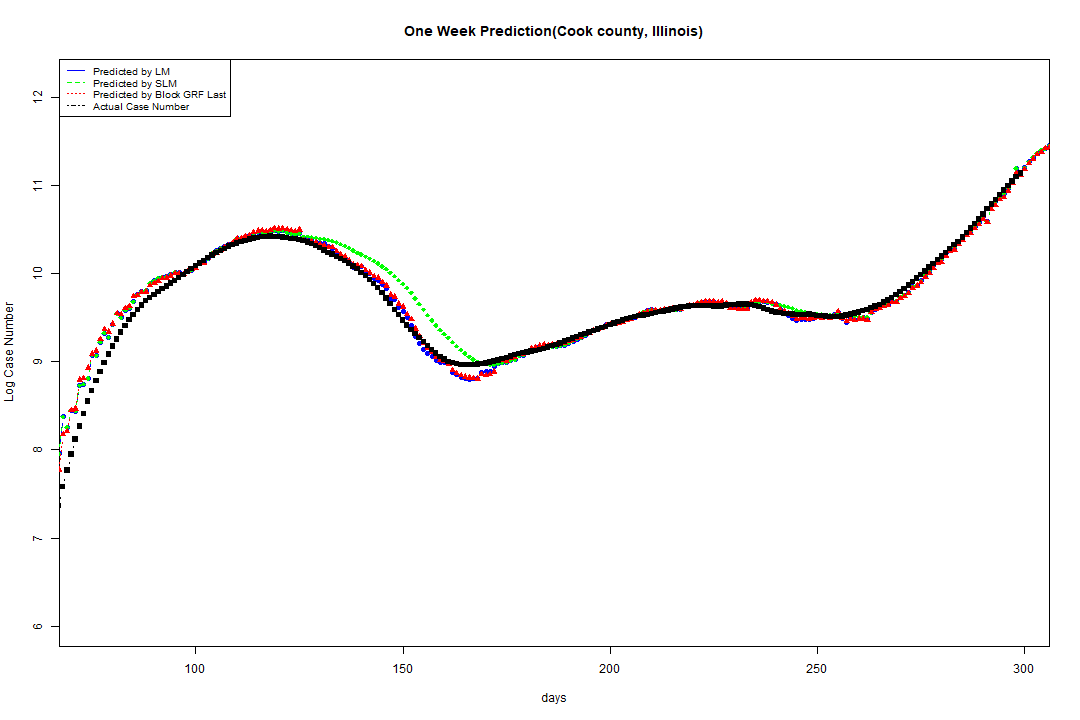 One Week Prediction(Cook county, Illinois)
Predicted by LM
Predicted by SLM
Predicted by Block GRF Last
Actual Case Number
12
11
10
9
8
7
6
Log Case Number
100 150 200 250 300
days